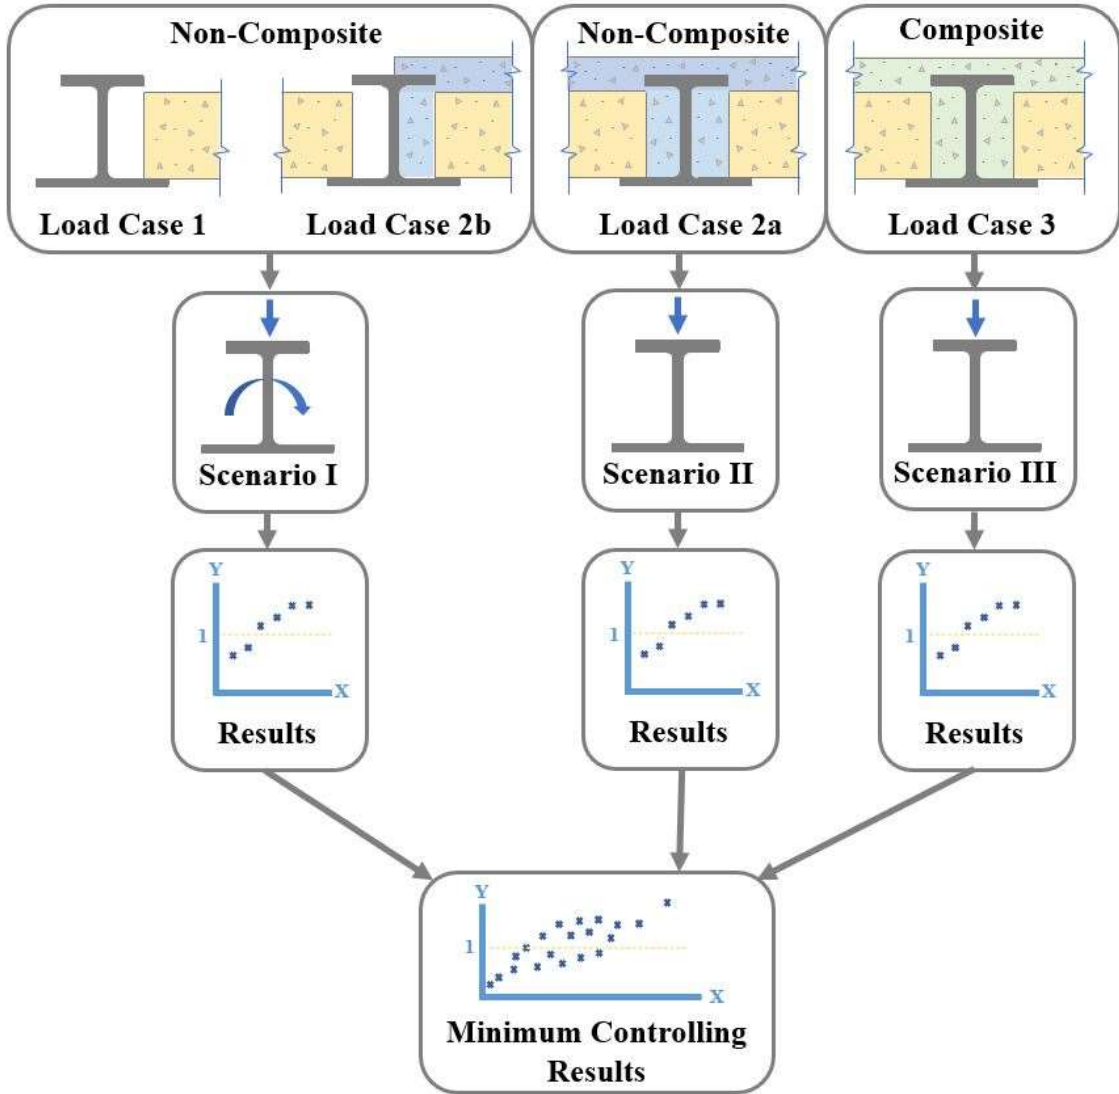 Non-Composite
Non-Composite
Composite
Load Case 1
Load Case 2b
Load Case 2a
Load Case 3
Scenario I
Scenario II
Scenario III
Y
1
X
Results
Y
1
X
Results
Y
1
X
Results
Y
1
X
Minimum Controlling
Results